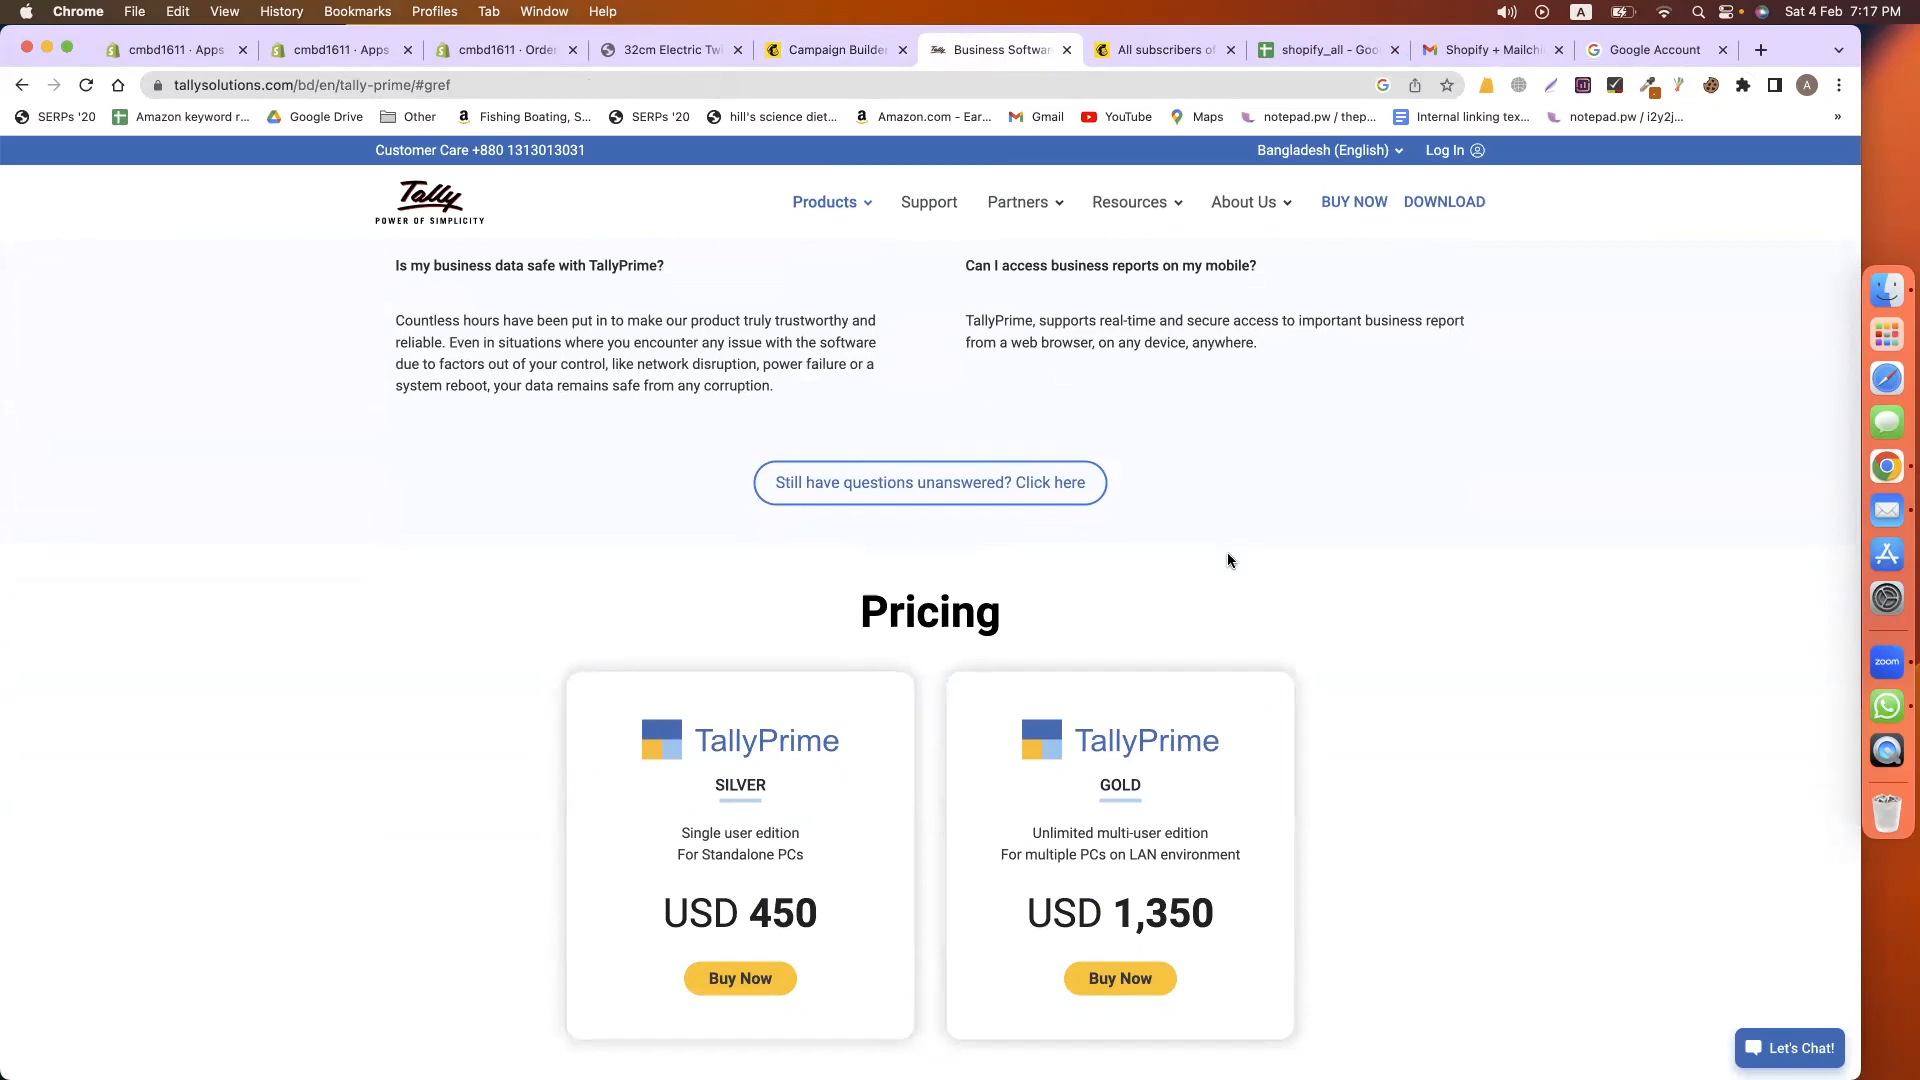 Chrome File Edit View History Bookmarks Profiles Tab Window Help
A
Sat 4 Feb 7:17 PM
cmbd1611 · Apps
cmbd1611 · Apps
cmbd1611 · Orde
32cm Electric Tw
Campaign Builde
Business Softwar
All subscribers o
shopify_all - Goo
Shopify + Mailch
Google Account
tallysolutions.com/bd/en/tally-prime/#gref
A
SERPs '20
Amazon keyword r...
Google Drive
Other
Fishing Boating, S...
SERPs '20
hill's science diet...
Amazon.com - Ear...
Gmail
YouTube
Maps
notepad.pw / thep...
Internal linking tex...
notepad.pw / i2y2j...
»
Customer Care +880 1313013031
Bangladesh (English)
Log In
Tally
POWER OF SIMPLICITY
Products
Support
Partners
Resources
About Us
BUY NOW
DOWNLOAD
Is my business data safe with TallyPrime?
Countless hours have been put in to make our product truly trustworthy and
reliable. Even in situations where you encounter any issue with the software
due to factors out of your control, like network disruption, power failure or a
system reboot, your data remains safe from any corruption.
Can I access business reports on my mobile?
TallyPrime, supports real-time and secure access to important business report
from a web browser, on any device, anywhere.
Still have questions unanswered? Click here
Pricing
TallyPrime
SILVER
Single user edition
For Standalone PCs
USD 450
Buy Now
TallyPrime
GOLD
Unlimited multi-user edition
For multiple PCs on LAN environment
USD 1,350
Buy Now
zoom
Let's Chat!